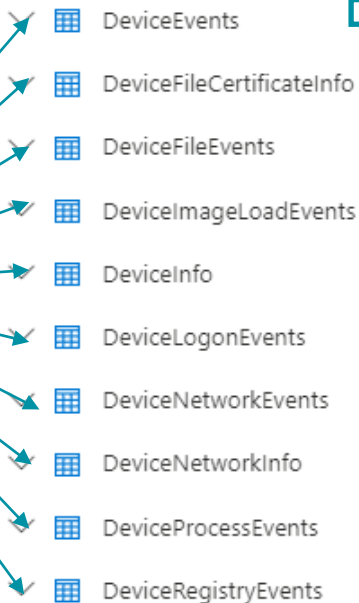 DeviceEvents
DeviceFileCertificateInfo
DeviceFileEvents
DeviceImageLoadEvents
DeviceInfo
DeviceLogonEvents
DeviceNetworkEvents
DeviceNetworkInfo
DeviceProcessEvents
DeviceRegistryEvents